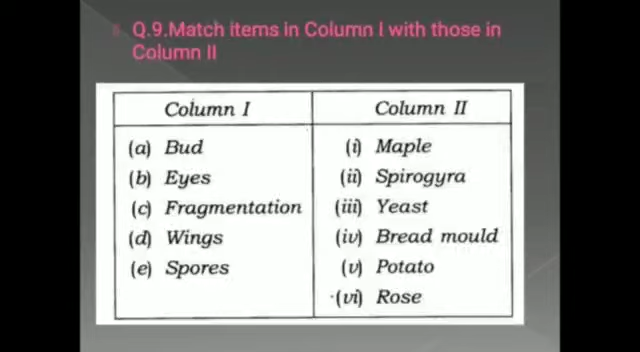 Q.9.Match items in Column I with those in
Column II
Column I Column II
(a) Bud (i) Maple
(b) Eyes (ii) Spirogyra
(c) Fragmentation (iii) Yeast
(d) Wings (iv) Bread mould
(e) Spores (v) Potato
(vi) Rose